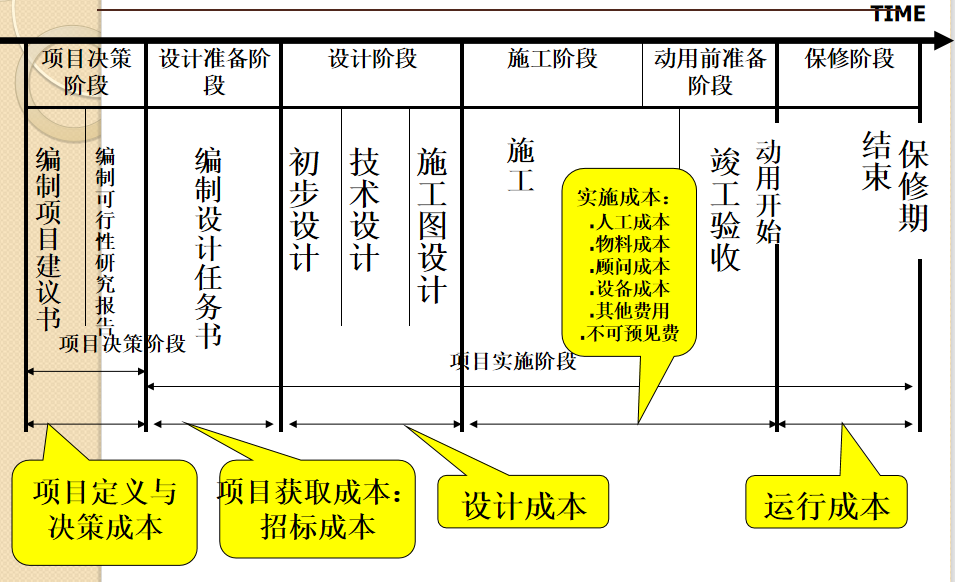 TIME
项目决策
阶段
设计准备阶
段
设计阶段
施工阶段
动用前准备
阶段
保修阶段
编制项目建议书
编制可行性研究报告
编制设计任务书
初步设计
技术设计
施工图设计
施工
竣工验收
动用开始
结束
保修期
实施成本：
.人工成本
.物料成本
.顾问成本
.设备成本
.其他费用
.不可预见费
项目决策阶段
项目实施阶段
项目定义与
决策成本
项目获取成本：
招标成本
设计成本
运行成本